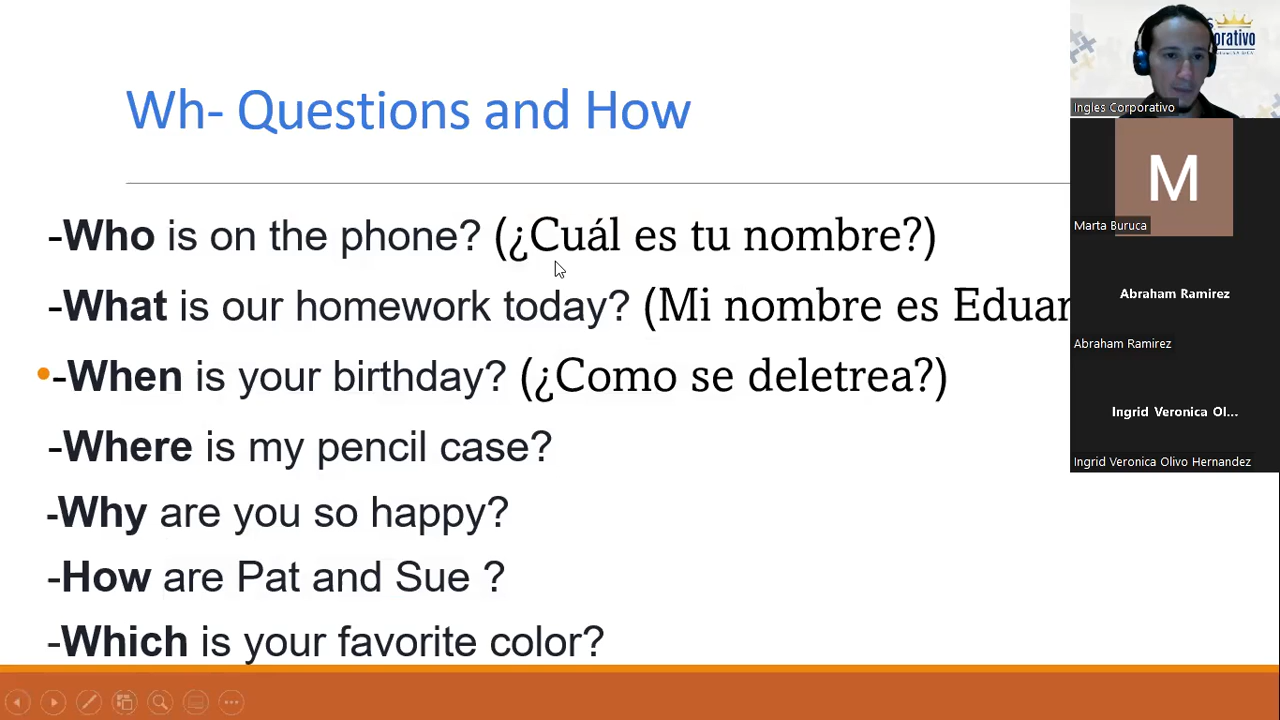 Wh- Questions and How
-Who is on the phone? (¿Cuál es tu nombre?)
-What is our homework today? (Mi nombre es Eduar
-When is your birthday? (¿Como se deletrea?)
-Where is my pencil case?
-Why are you so happy?
-How are Pat and Sue ?
-Which is your favorite color?
Ingles Corporativo
M
Marta Buruca
Abraham Ramirez
Abraham Ramirez
Ingrid Veronica Ol...
Ingrid Veronica Olivo Hernandez